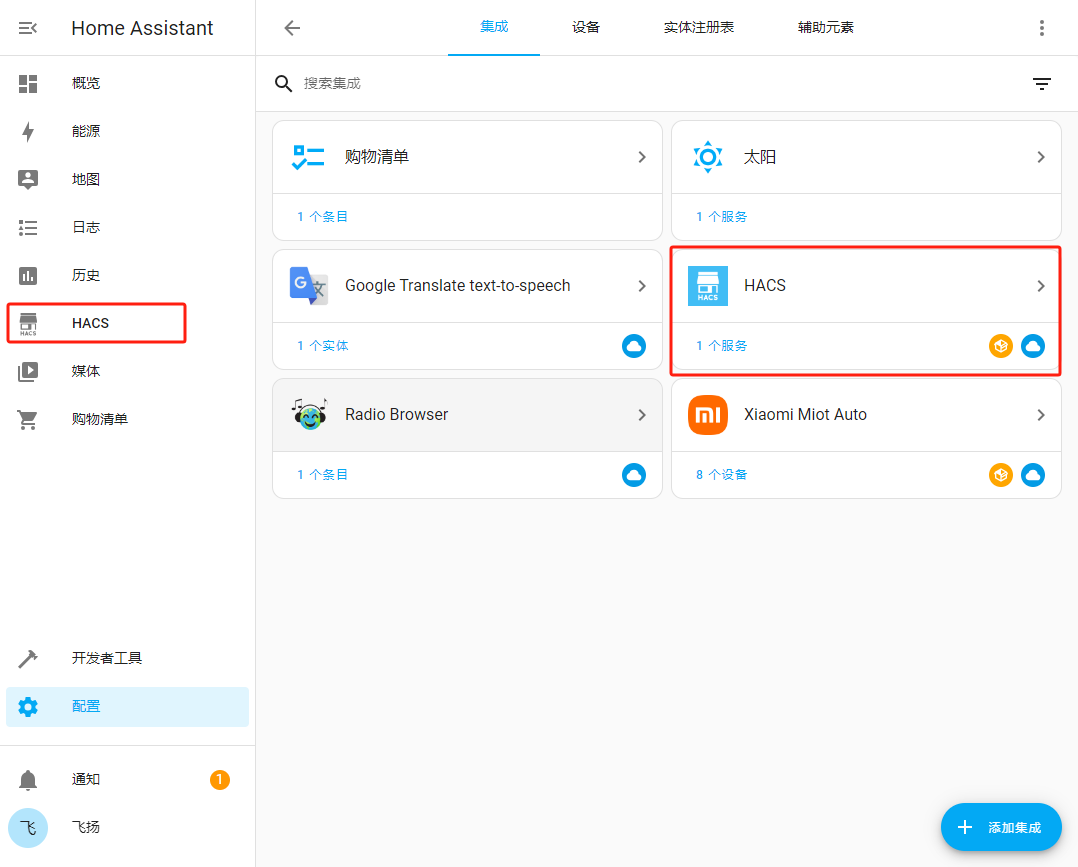 Home Assistant
概览
能源
地图
日志
历史
HACS
HACS
媒体
购物清单
开发者工具
配置
通知
1
飞
飞扬
集成
设备
实体注册表
辅助元素
搜索集成
购物清单
1 个条目
太阳
1 个服务
G 文
Google Translate text-to-speech
1 个实体
HACS
HACS
1 个服务
Radio Browser
1 个条目
mi
Xiaomi Miot Auto
8 个设备
添加集成